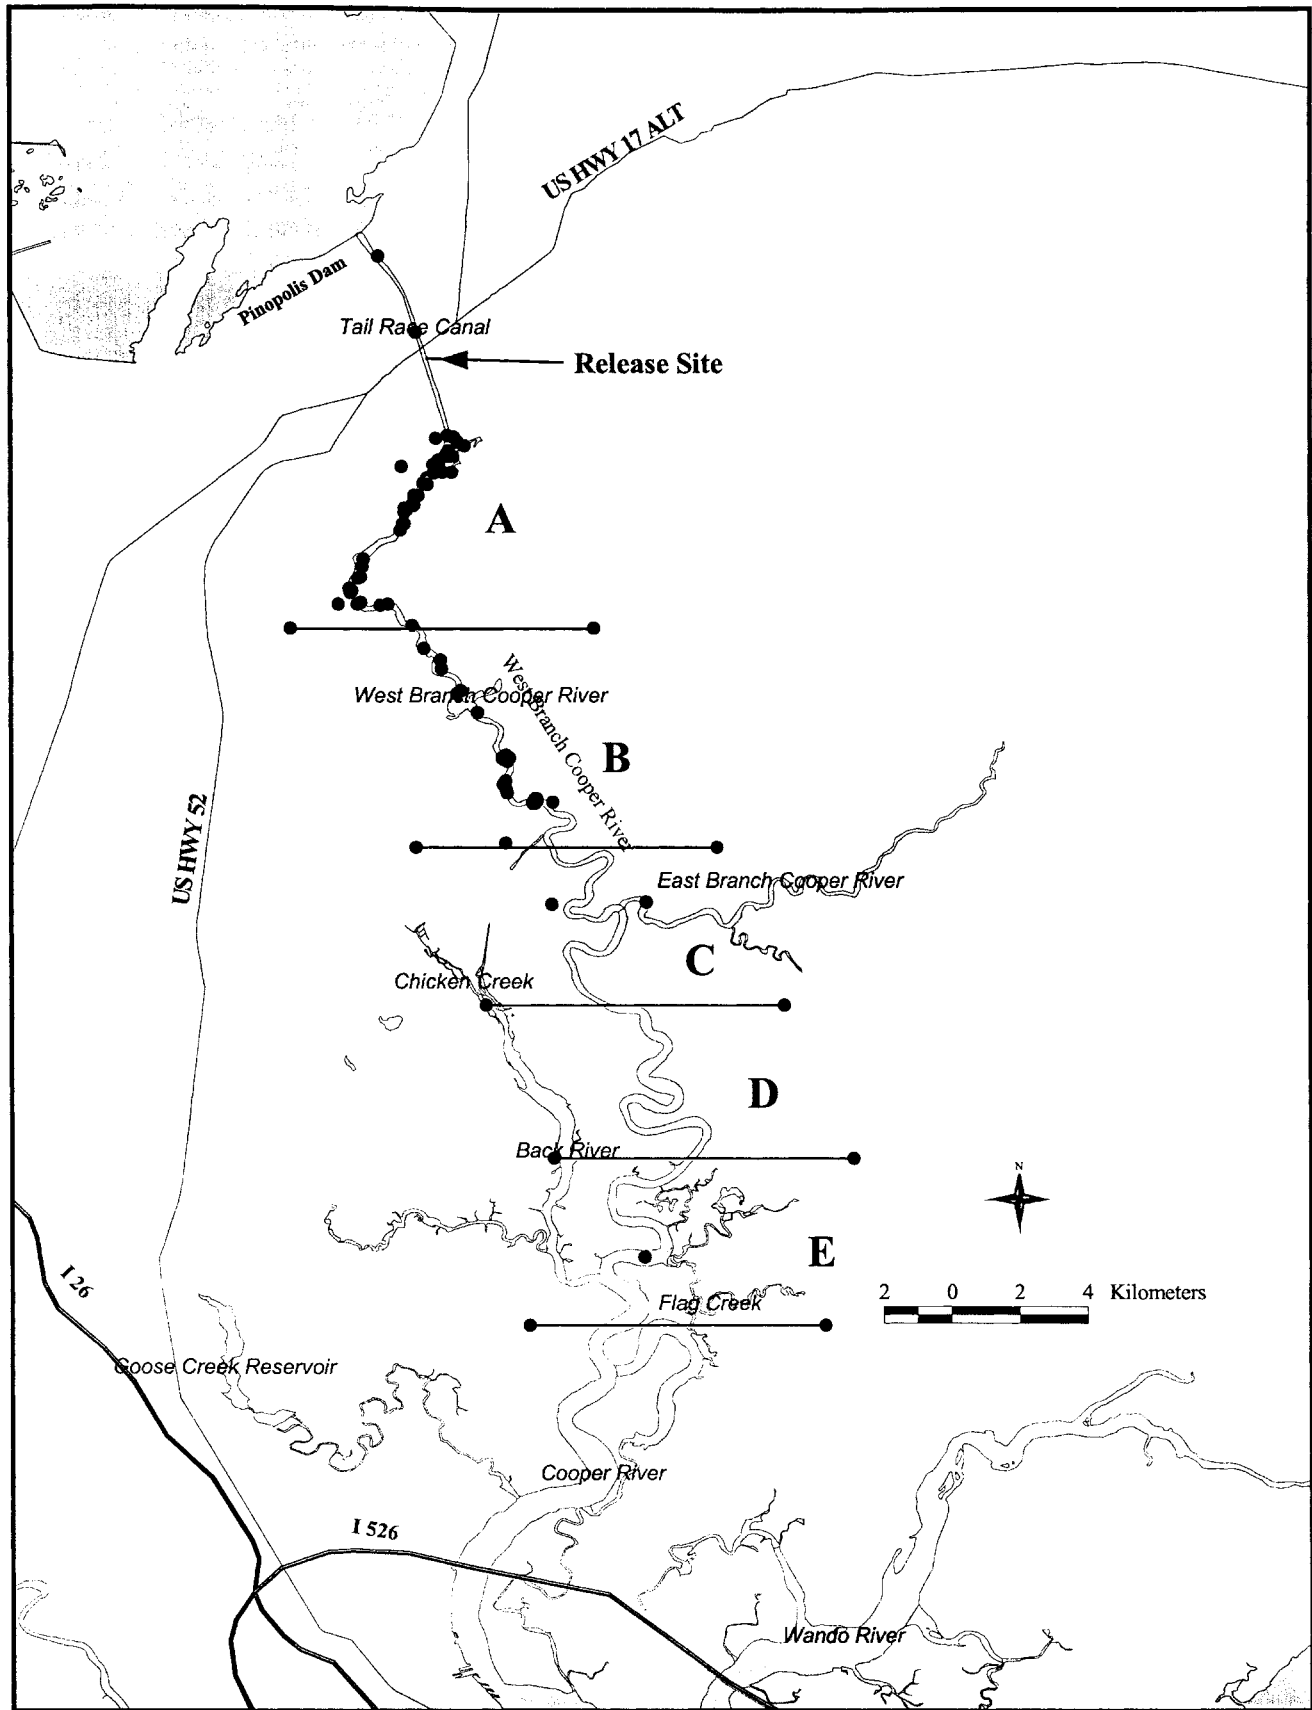 US HWY 17 ALT
Pinopolis Dam
Tail Race Canal
Release Site
A
West Branch Cooper River
West Branch Cooper River
B
US HWY 52
East Branch Cooper River
C
Chicken Creek
D
Back River
N
E
I 26
2 0 2 4 Kilometers
Flag Creek
Goose Creek Reservoir
Cooper River
I 526
Wando River